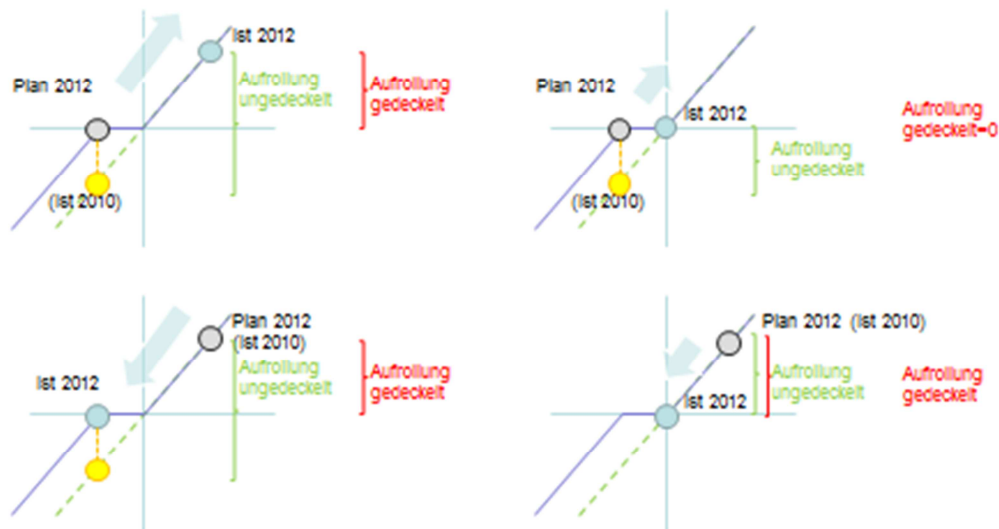 Ist 2012
Plan 2012
Aufrollung
ungedeckelt
Aufrollung
gedeckelt
(Ist 2010)
Plan 2012
Ist 2012
Aufrollung
gedeckelt=0
Aufrollung
ungedeckelt
(Ist 2010)
Plan 2012
(Ist 2010)
Ist 2012
Aufrollung
ungedeckelt
Aufrollung
gedeckelt
Plan 2012 (Ist 2010)
Ist 2012
Aufrollung
ungedeckelt
Aufrollung
gedeckelt